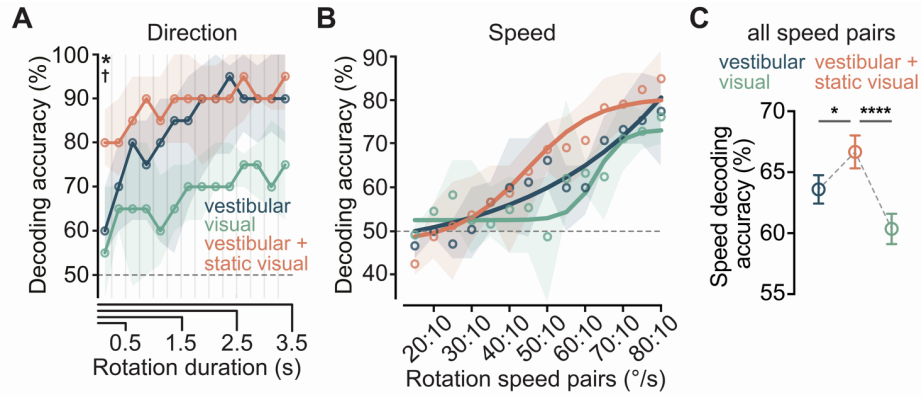 A
Direction
Decoding accuracy (%)
100
90
80
70
60
50
*
†
vestibular
visual
vestibular +
static visual
0.5
1.5
2.5
3.5
Rotation duration (s)
B
Speed
Decoding accuracy (%)
90
80
70
60
50
40
20:10
30:10
40:10
50:10
60:10
70:10
80:10
Rotation speed pairs (°/s)
C
all speed pairs
vestibular
visual
vestibular +
static visual
Speed decoding
accuracy (%)
70
65
60
55
*
****